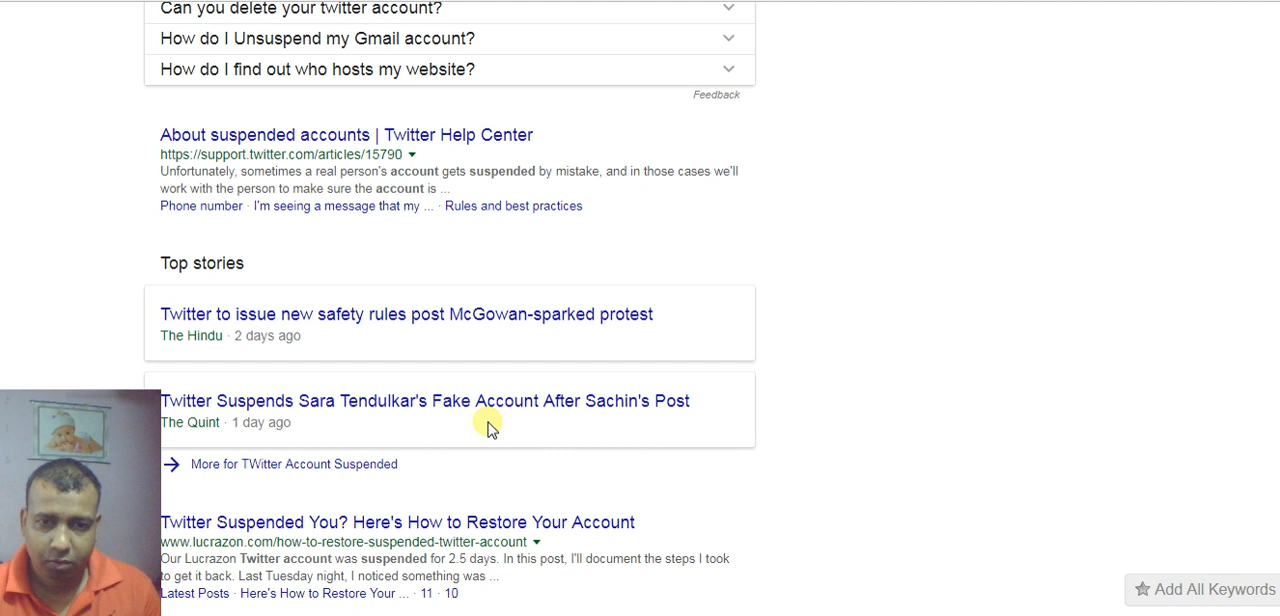 Can you delete your twitter account?
How do I Unsuspend my Gmail account?
How do I find out who hosts my website?
Feedback
About suspended accounts | Twitter Help Center
https://support.twitter.com/articles/15790
Unfortunately, sometimes a real person's account gets suspended by mistake, and in those cases we'll
work with the person to make sure the account is ...
Phone number · I'm seeing a message that my ... · Rules and best practices
Top stories
Twitter to issue new safety rules post McGowan-sparked protest
The Hindu · 2 days ago
Twitter Suspends Sara Tendulkar's Fake Account After Sachin's Post
The Quint · 1 day ago
More for TWitter Account Suspended
Twitter Suspended You? Here's How to Restore Your Account
www.lucrazon.com/how-to-restore-suspended-twitter-account
Our Lucrazon Twitter account was suspended for 2.5 days. In this post, I'll document the steps I took
to get it back. Last Tuesday night, I noticed something was ...
Latest Posts · Here's How to Restore Your ... · 11 · 10
Add All Keywords